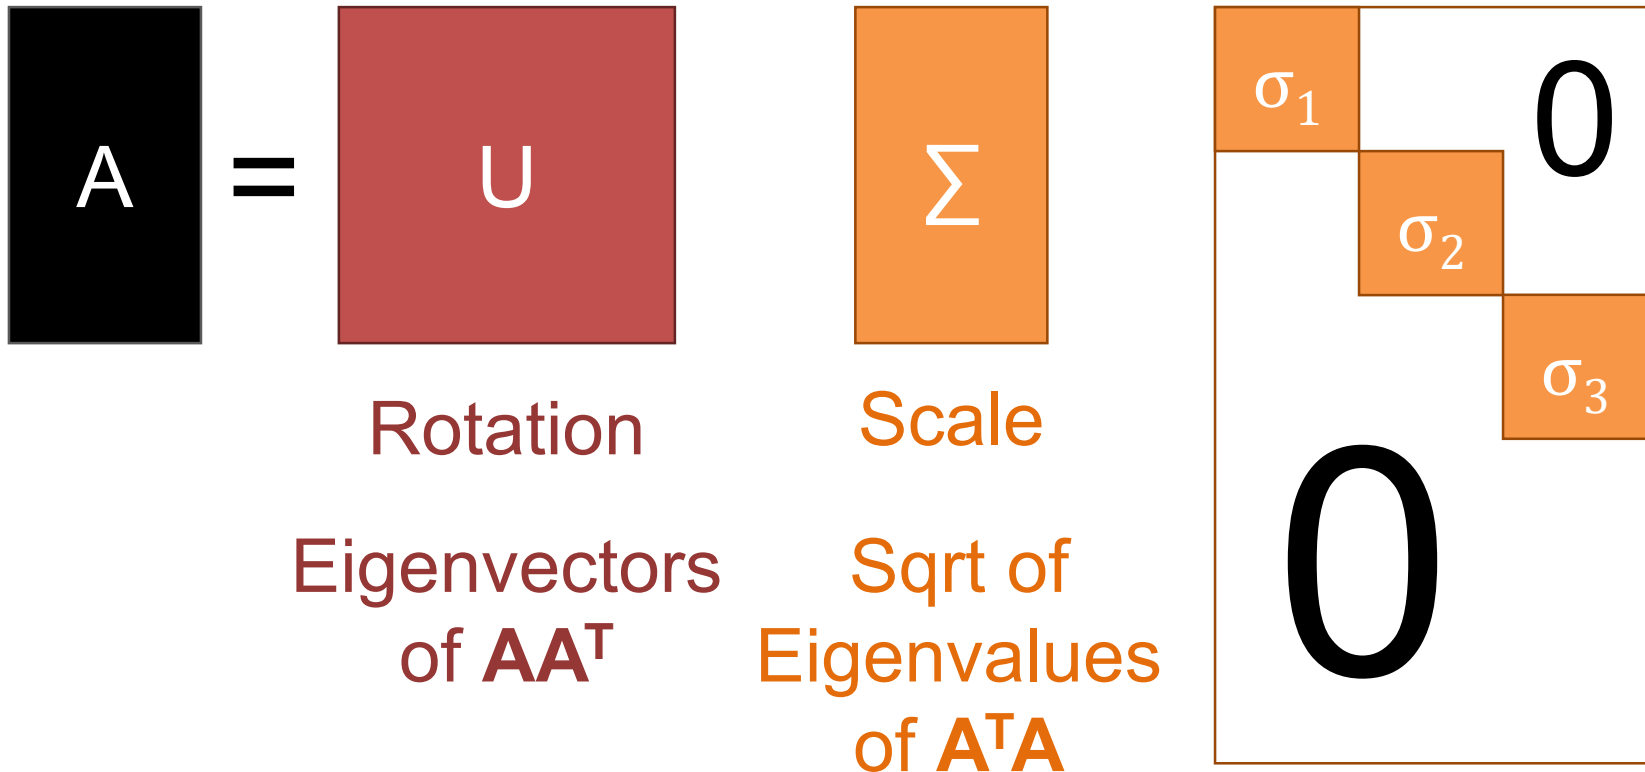 A = U Σ
Rotation
Eigenvectors
of AAᵀ
Scale
Sqrt of
Eigenvalues
of AᵀA
σ₁ 0
σ₂
σ₃
0